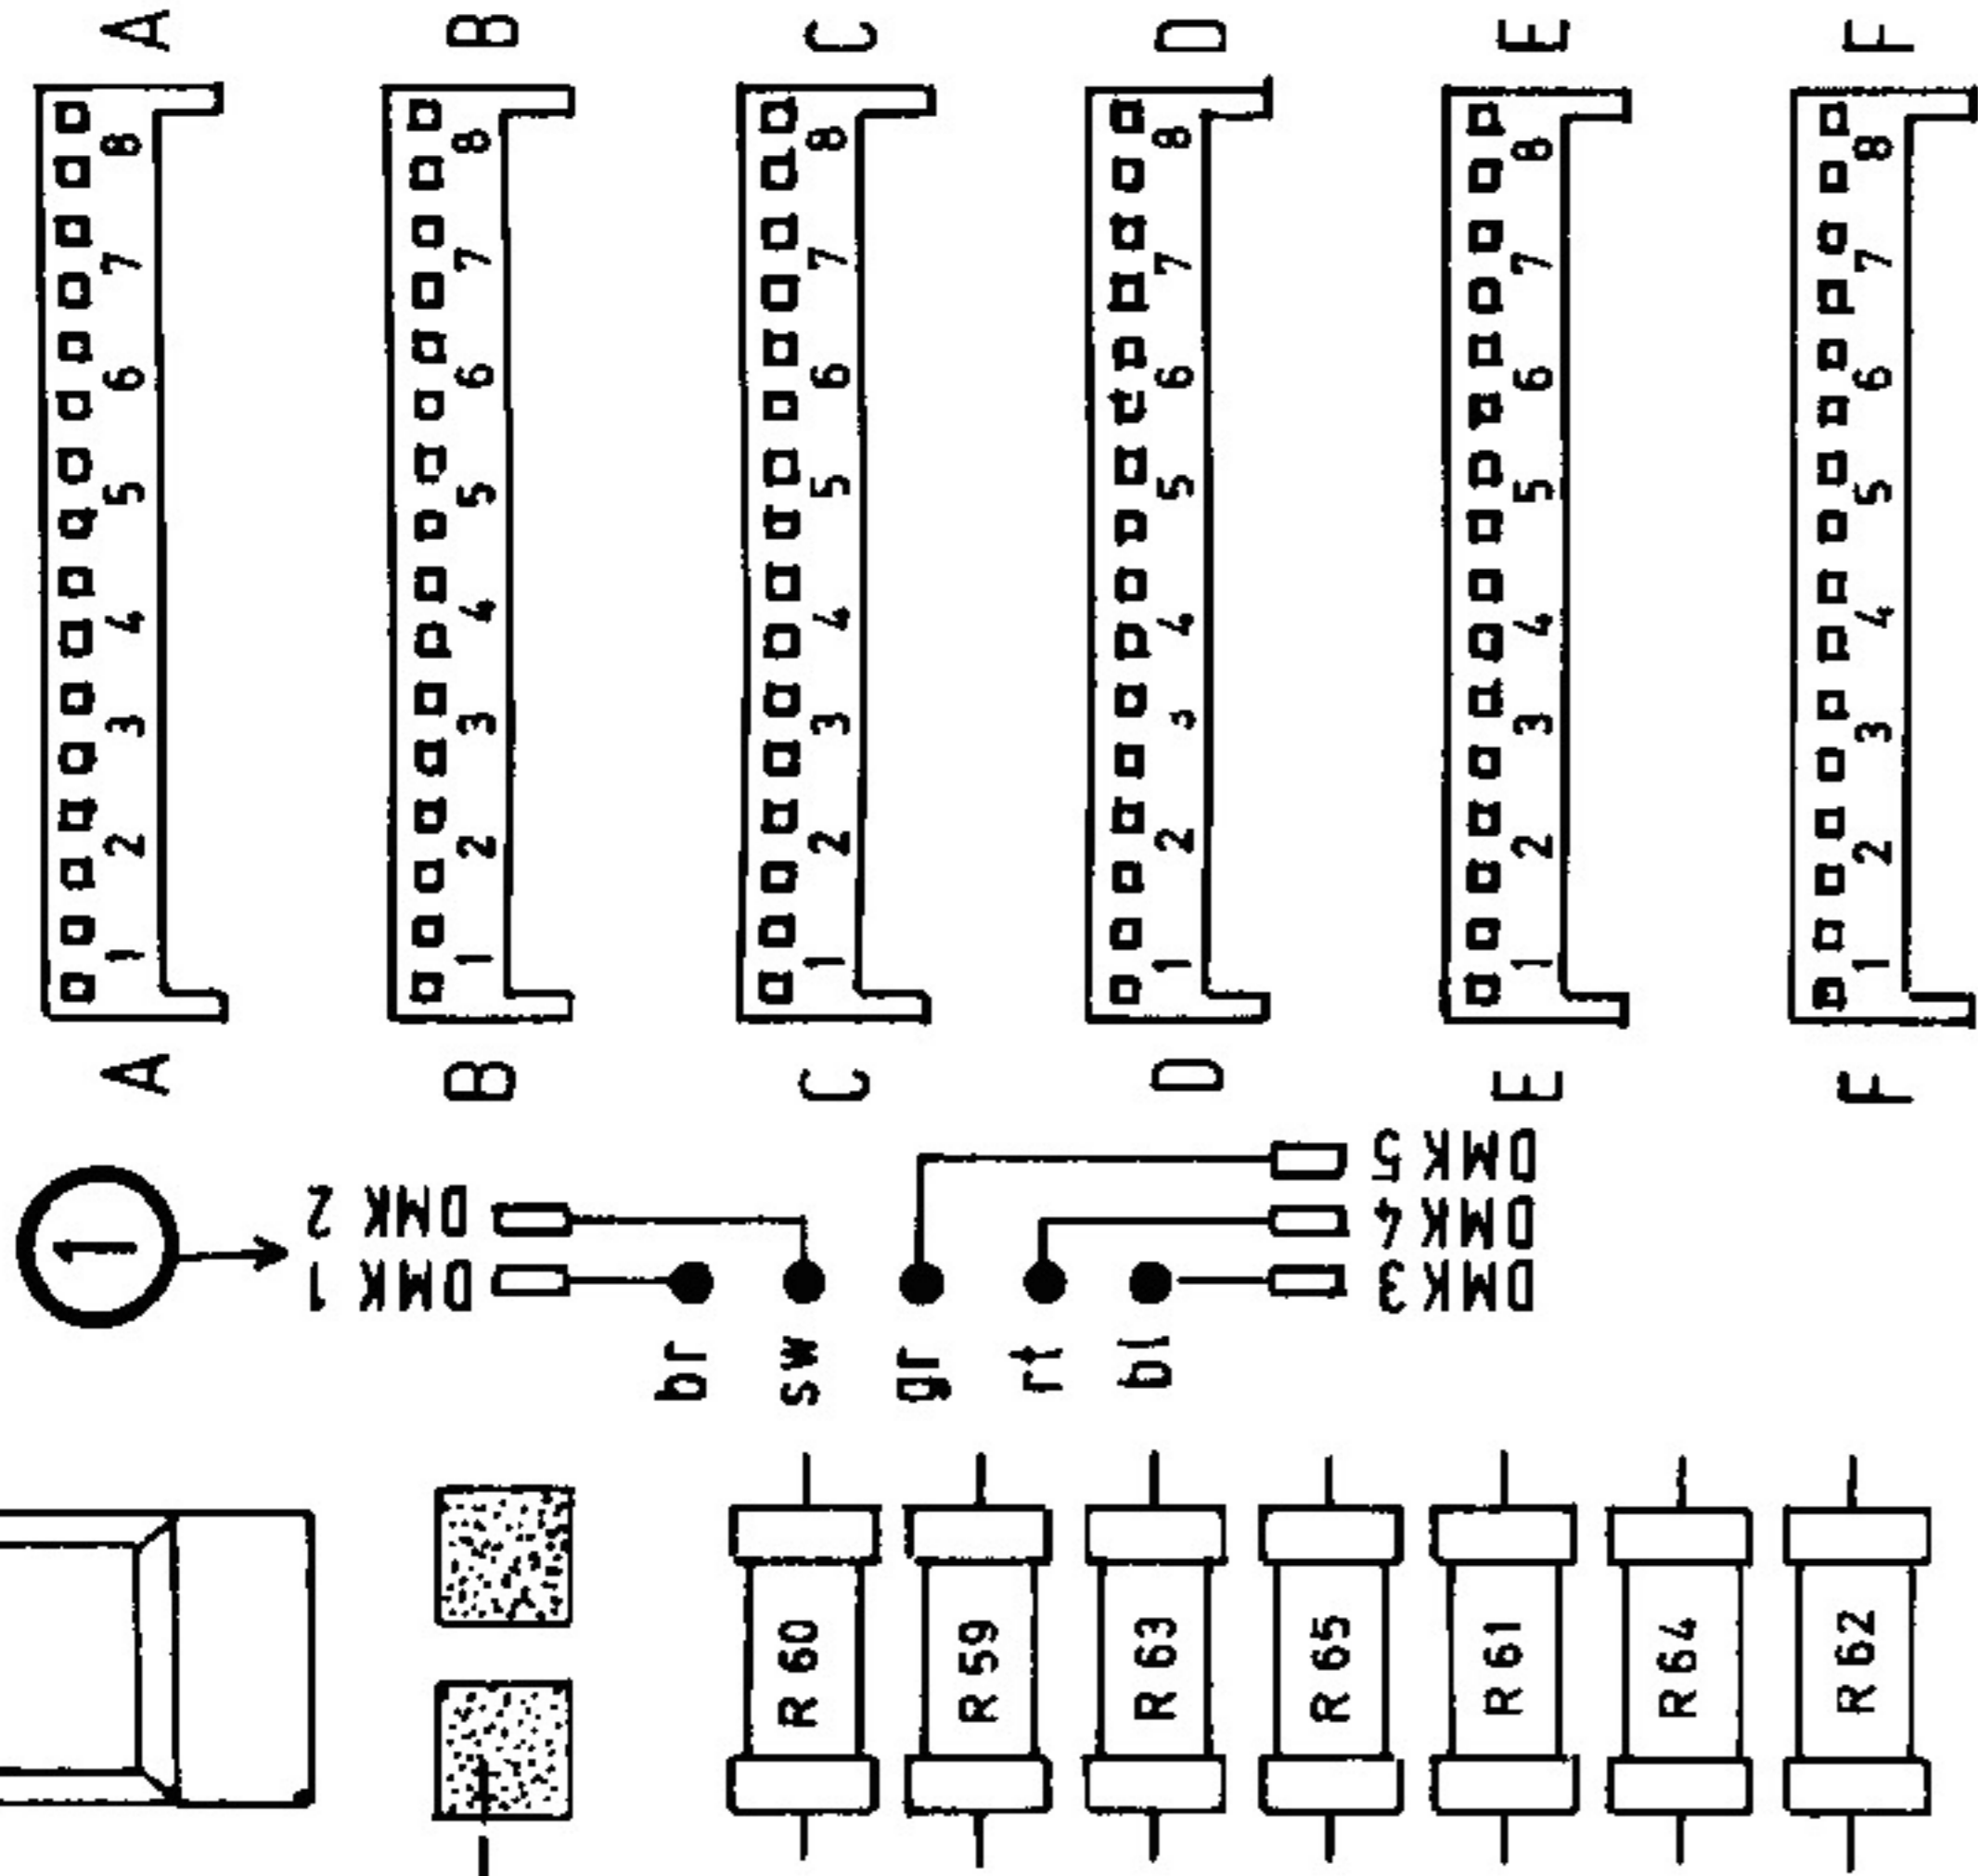 A B C D E F
8 8 8 8 8 8
7 7 7 7 7 7
6 6 6 6 6 6
5 5 5 5 5 5
4 4 4 4 4 4
3 3 3 3 3 3
2 2 2 2 2 2
1 1 1 1 1 1
A B C D E F
1
DMK 2
DMK 1
DMK 5
DMK 4
DMK 3
br sw gr rt bl
R 60 R 59 R 63 R 65 R 61 R 64 R 62